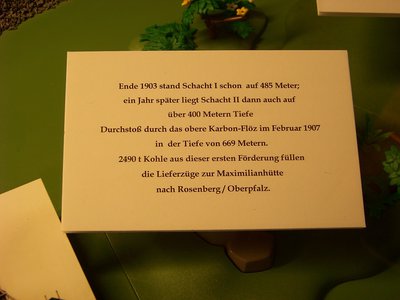 Ende 1903 stand Schacht I schon auf 485 Meter;
ein Jahr später liegt Schacht II dann auch auf
über 400 Metern Tiefe
Durchstoß durch das obere Karbon-Flöz im Februar 1907
in der Tiefe von 669 Metern.
2490 t Kohle aus dieser ersten Förderung füllen
die Lieferzüge zur Maximilianhütte
nach Rosenberg / Oberpfalz.